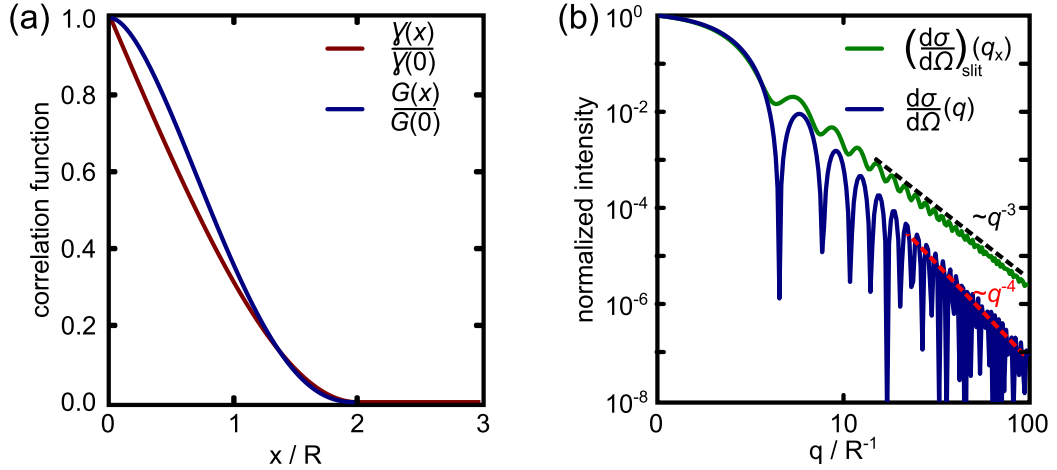 (a)
1.0
0.8
0.6
0.4
0.2
0.0
0
1
2
3
correlation function
x / R
γ(x)
γ(0)
G(x)
G(0)
(b)
10⁰
10⁻²
10⁻⁴
10⁻⁶
10⁻⁸
0
10
100
normalized intensity
q / R⁻¹
(dσ/dΩ)slit(qₓ)
dσ/dΩ(q)
~q⁻³
~q⁻⁴